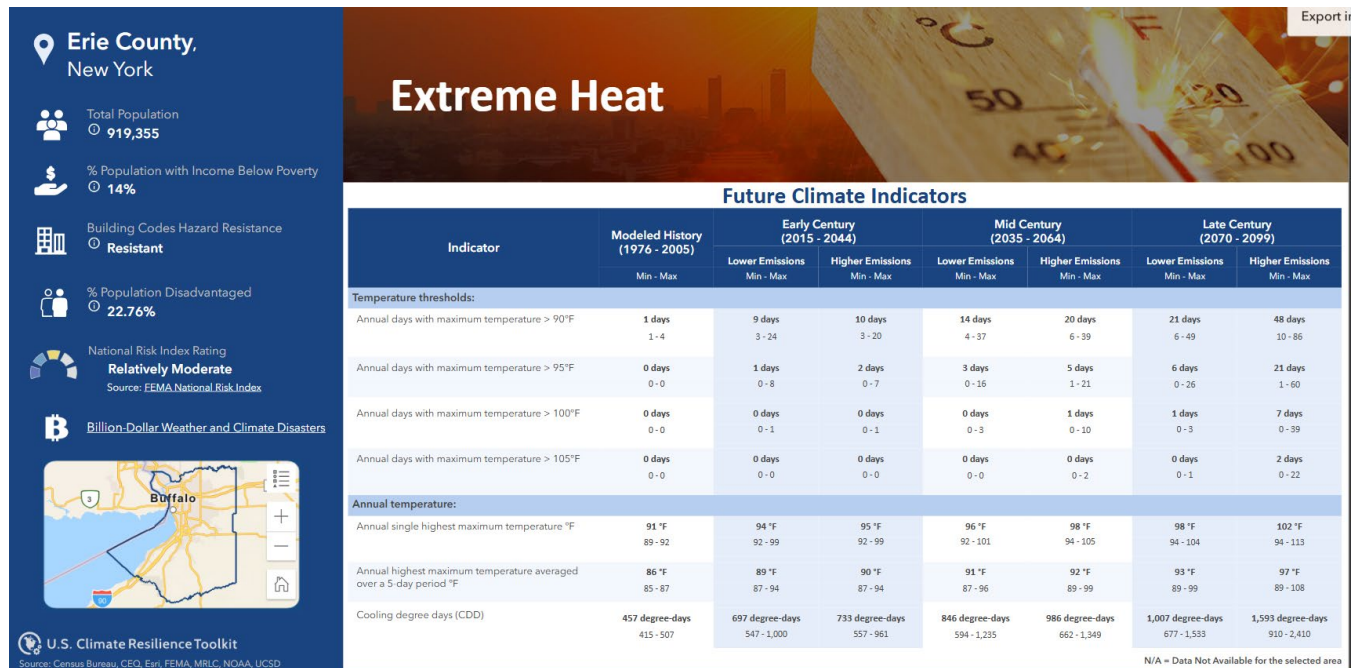 Erie County,
New York
Total Population
919,355
% Population with Income Below Poverty
14%
Building Codes Hazard Resistance
Resistant
% Population Disadvantaged
22.76%
National Risk Index Rating
Relatively Moderate
Source: FEMA National Risk Index
Billion-Dollar Weather and Climate Disasters
3
Buffalo
90
U.S. Climate Resilience Toolkit
Source: Census Bureau, CEQ, Esri, FEMA, MRLC, NOAA, UCSD
Export in
°C °F
50 120
40 100
Extreme Heat
Future Climate Indicators
Indicator
Modeled History
(1976 - 2005)
Min - Max
Early Century
(2015 - 2044)
Mid Century
(2035 - 2064)
Late Century
(2070 - 2099)
Lower Emissions Higher Emissions Lower Emissions Higher Emissions Lower Emissions Higher Emissions
Min - Max Min - Max Min - Max Min - Max Min - Max Min - Max
Temperature thresholds:
Annual days with maximum temperature > 90°F 1 days 9 days 10 days 14 days 20 days 21 days 48 days
1 - 4 3 - 24 3 - 20 4 - 37 6 - 39 6 - 49 10 - 86
Annual days with maximum temperature > 95°F 0 days 1 days 2 days 3 days 5 days 6 days 21 days
0 - 0 0 - 8 0 - 7 0 - 16 1 - 21 0 - 26 1 - 60
Annual days with maximum temperature > 100°F 0 days 0 days 0 days 0 days 1 days 1 days 7 days
0 - 0 0 - 1 0 - 1 0 - 3 0 - 10 0 - 3 0 - 39
Annual days with maximum temperature > 105°F 0 days 0 days 0 days 0 days 0 days 0 days 2 days
0 - 0 0 - 0 0 - 0 0 - 0 0 - 2 0 - 1 0 - 22
Annual temperature:
Annual single highest maximum temperature °F 91 °F 94 °F 95 °F 96 °F 98 °F 98 °F 102 °F
89 - 92 92 - 99 92 - 99 92 - 101 94 - 105 94 - 104 94 - 113
Annual highest maximum temperature averaged
over a 5-day period °F
86 °F 89 °F 90 °F 91 °F 92 °F 93 °F 97 °F
85 - 87 87 - 94 87 - 94 87 - 96 89 - 99 89 - 99 89 - 108
Cooling degree days (CDD) 457 degree-days 697 degree-days 733 degree-days 846 degree-days 986 degree-days 1,007 degree-days 1,593 degree-days
415 - 507 547 - 1,000 557 - 961 594 - 1,235 662 - 1,349 677 - 1,533 910 - 2,410
N/A = Data Not Available for the selected area